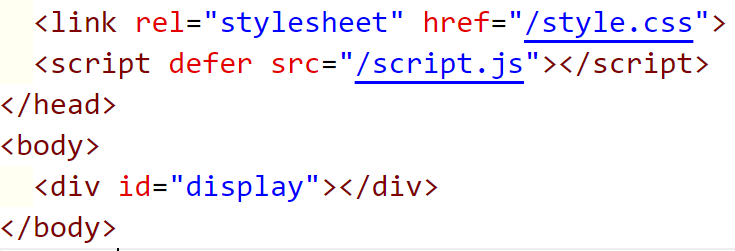 <link rel="stylesheet" href="/style.css">
<script defer src="/script.js"></script>
</head>
<body>
<div id="display"></div>
</body>